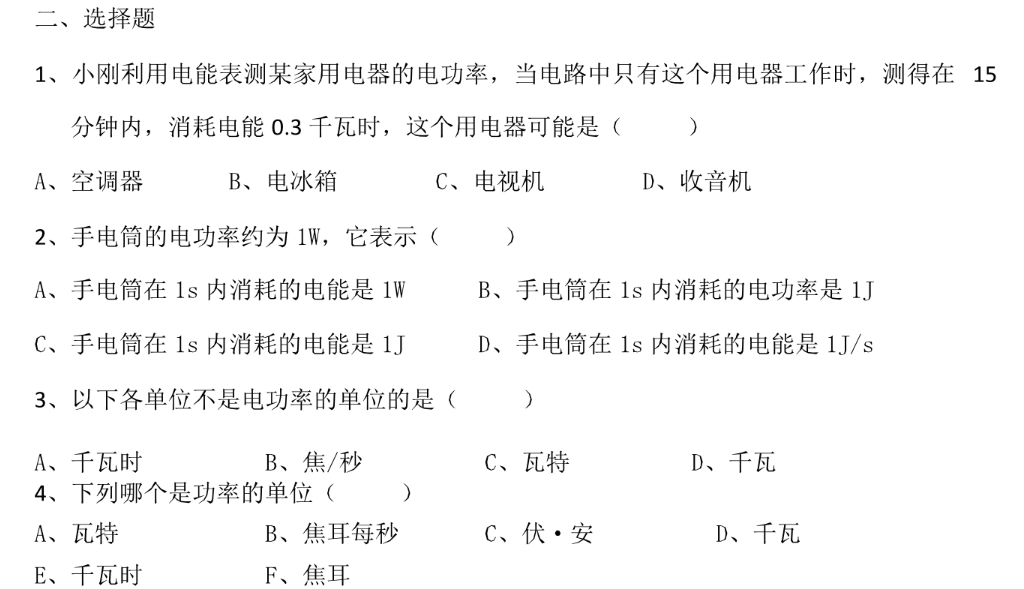 二、选择题
1、小刚利用电能表测某家用电器的电功率，当电路中只有这个用电器工作时，测得在 15
分钟内，消耗电能 0.3 千瓦时，这个用电器可能是（　　）
A、空调器　　B、电冰箱　　C、电视机　　D、收音机
2、手电筒的电功率约为 1W，它表示（　　）
A、手电筒在 1s 内消耗的电能是 1W　　B、手电筒在 1s 内消耗的电功率是 1J
C、手电筒在 1s 内消耗的电能是 1J　　D、手电筒在 1s 内消耗的电能是 1J/s
3、以下各单位不是电功率的单位的是（　　）
A、千瓦时　　B、焦/秒　　C、瓦特　　D、千瓦
4、下列哪个是功率的单位（　　）
A、瓦特　　B、焦耳每秒　　C、伏·安　　D、千瓦
E、千瓦时　　F、焦耳